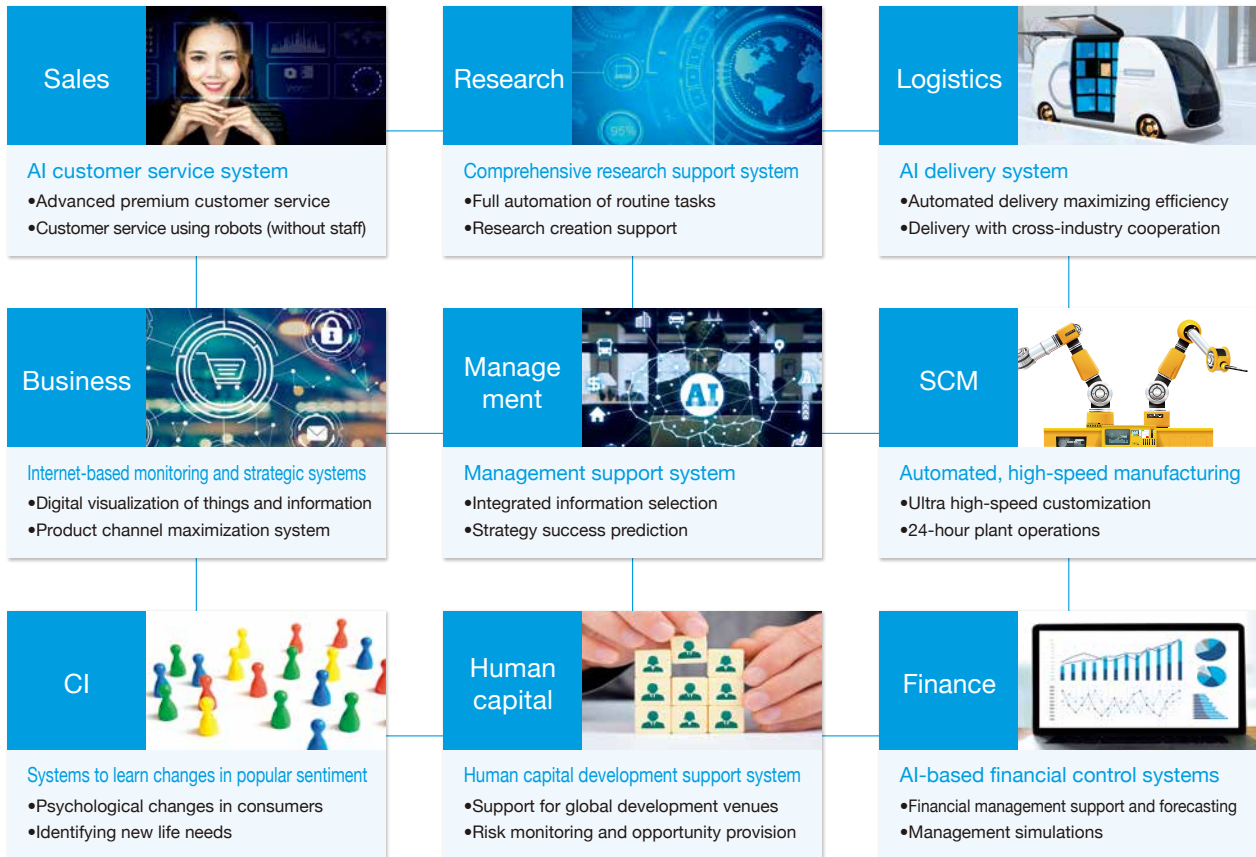 Sales
AI customer service system
•Advanced premium customer service
•Customer service using robots (without staff)
Research
95%
Comprehensive research support system
•Full automation of routine tasks
•Research creation support
Logistics
AI delivery system
•Automated delivery maximizing efficiency
•Delivery with cross-industry cooperation
Business
Internet-based monitoring and strategic systems
•Digital visualization of things and information
•Product channel maximization system
Manage
ment
AI
Management support system
•Integrated information selection
•Strategy success prediction
SCM
Automated, high-speed manufacturing
•Ultra high-speed customization
•24-hour plant operations
CI
Systems to learn changes in popular sentiment
•Psychological changes in consumers
•Identifying new life needs
Human
capital
Human capital development support system
•Support for global development venues
•Risk monitoring and opportunity provision
Finance
AI-based financial control systems
•Financial management support and forecasting
•Management simulations